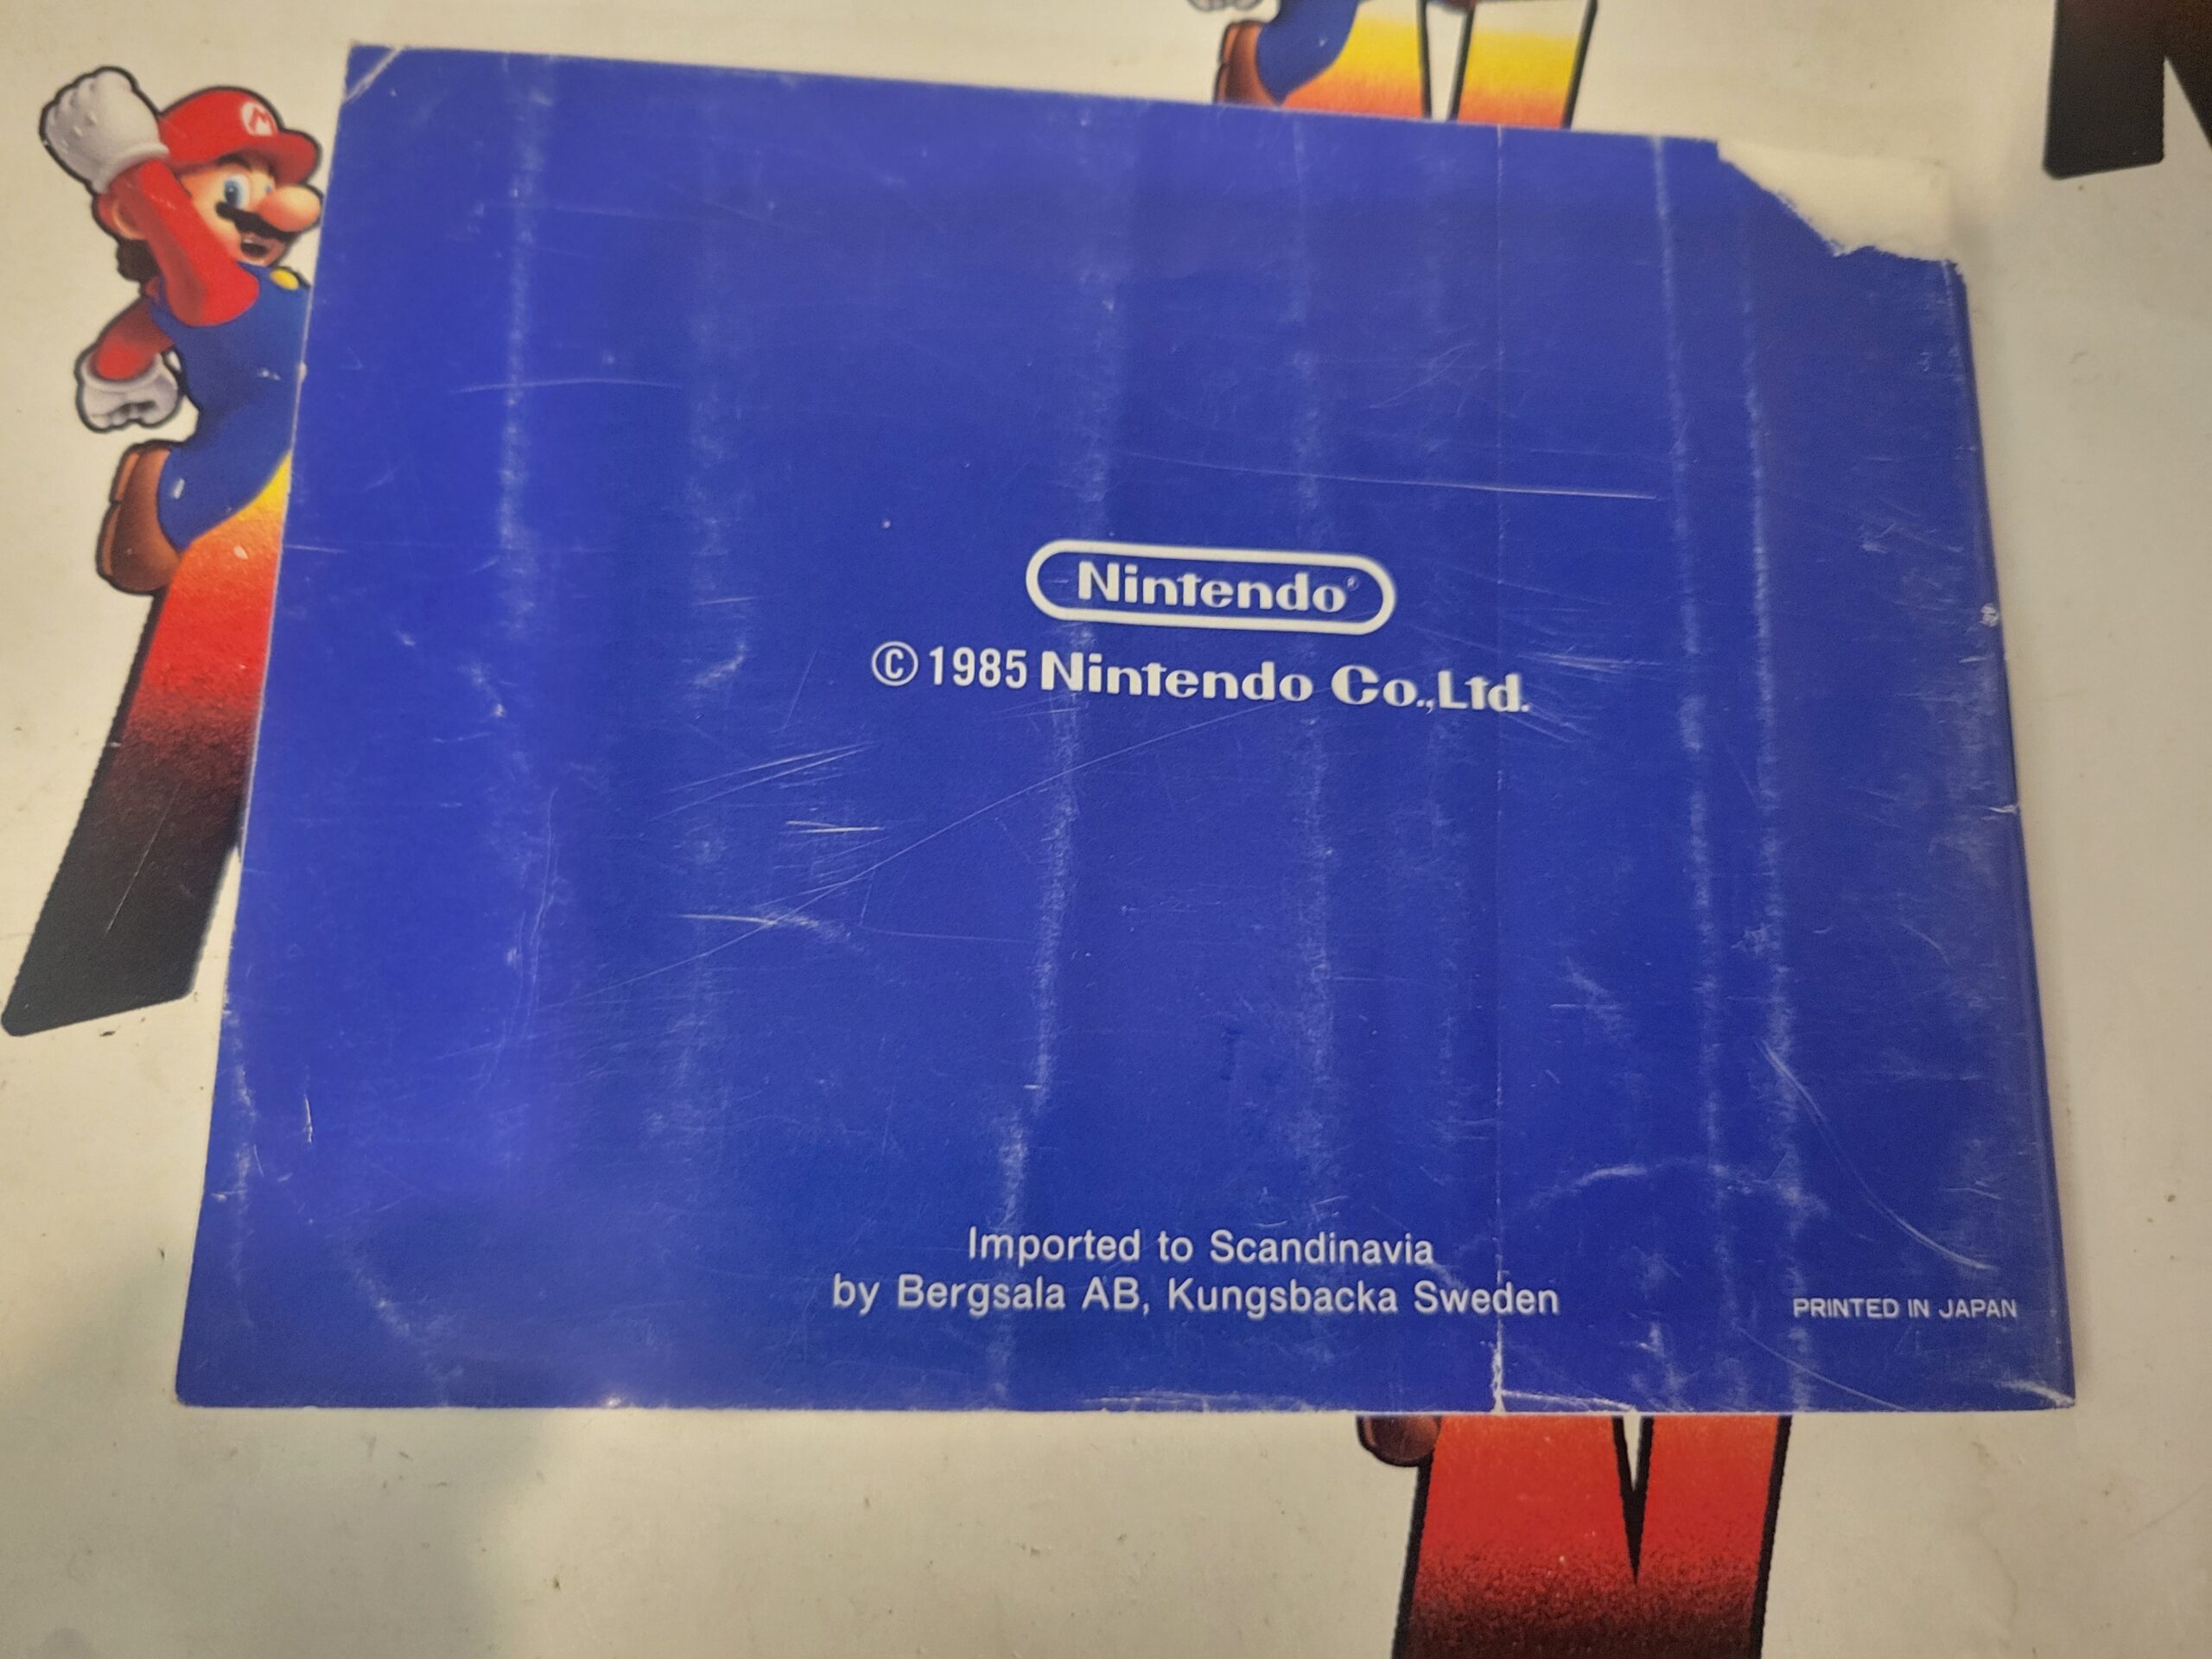 Nintendo®
© 1985 Nintendo Co., Ltd.
Imported to Scandinavia
by Bergsala AB, Kungsbacka Sweden
PRINTED IN JAPAN
M